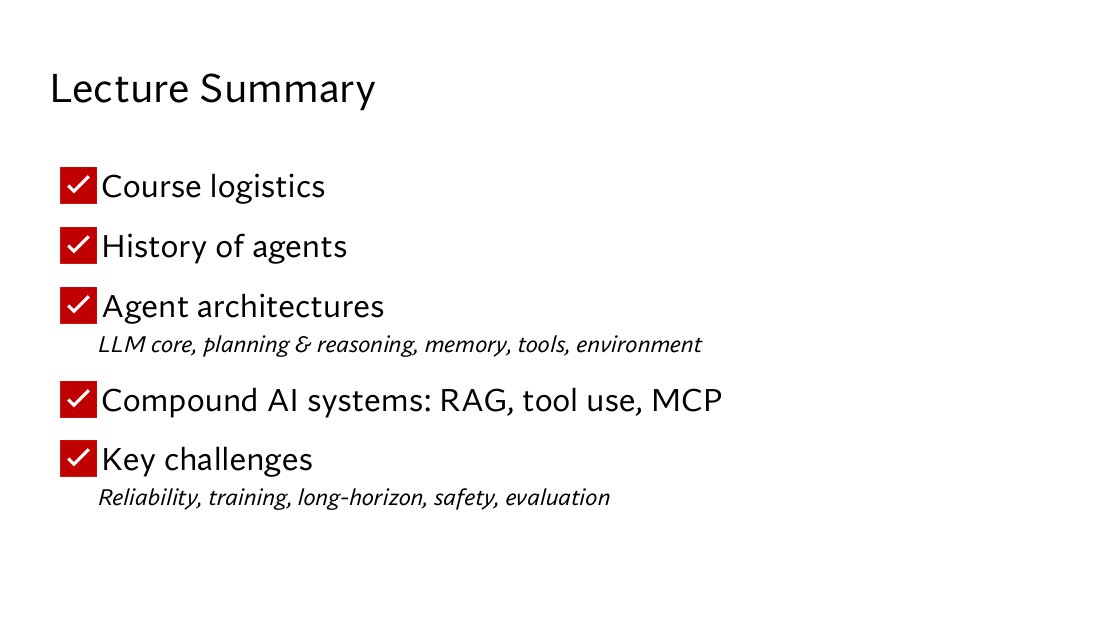 Lecture Summary
Course logistics
History of agents
Agent architectures
LLM core, planning & reasoning, memory, tools, environment
Compound AI systems: RAG, tool use, MCP
Key challenges
Reliability, training, long-horizon, safety, evaluation